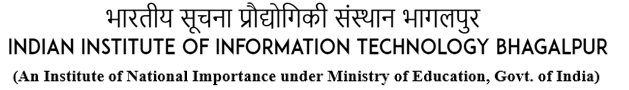 भारतीय सूचना प्रौद्योगिकी संस्थान भागलपुर
INDIAN INSTITUTE OF INFORMATION TECHNOLOGY BHAGALPUR
(An Institute of National Importance under Ministry of Education, Govt. of India)